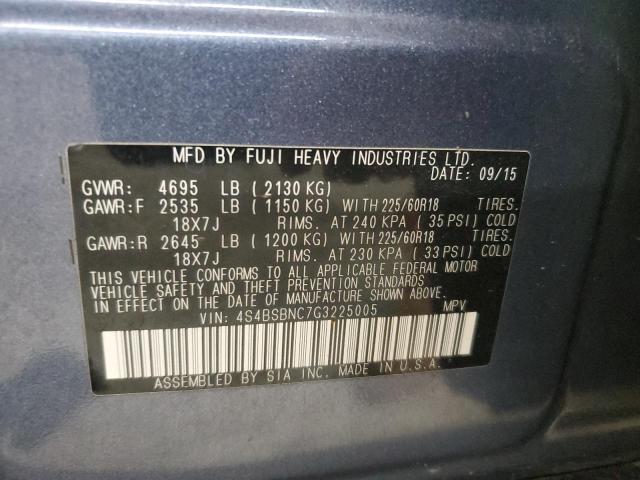 MFD BY FUJI HEAVY INDUSTRIES LTD.
DATE: 09/15
GVWR: 4695 LB (2130 KG)
GAWR:F 2535 LB (1150 KG) WITH 225/60R18 TIRES.
18X7J RIMS. AT 240 KPA (35 PSI) COLD
GAWR:R 2645 LB (1200 KG) WITH 225/60R18 TIRES.
18X7J RIMS. AT 230 KPA (33 PSI) COLD
THIS VEHICLE CONFORMS TO ALL APPLICABLE FEDERAL MOTOR
VEHICLE SAFETY AND THEFT PREVENTION STANDARDS
IN EFFECT ON THE DATE OF MANUFACTURE SHOWN ABOVE.
VIN: 4S4BSBNC7G3225005 MPV
ASSEMBLED BY SIA INC. MADE IN U.S.A.